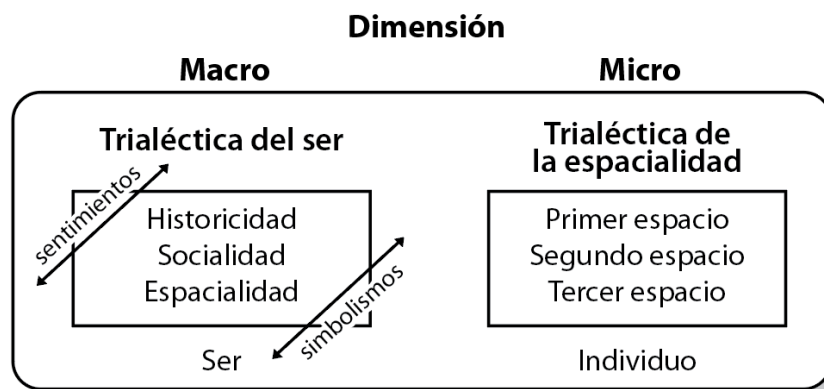 Dimensión
Macro
Micro
Trialéctica del ser
sentimientos
Historicidad
Socialidad
Espacialidad
simbolismos
Ser
Trialéctica de
la espacialidad
Primer espacio
Segundo espacio
Tercer espacio
Individuo